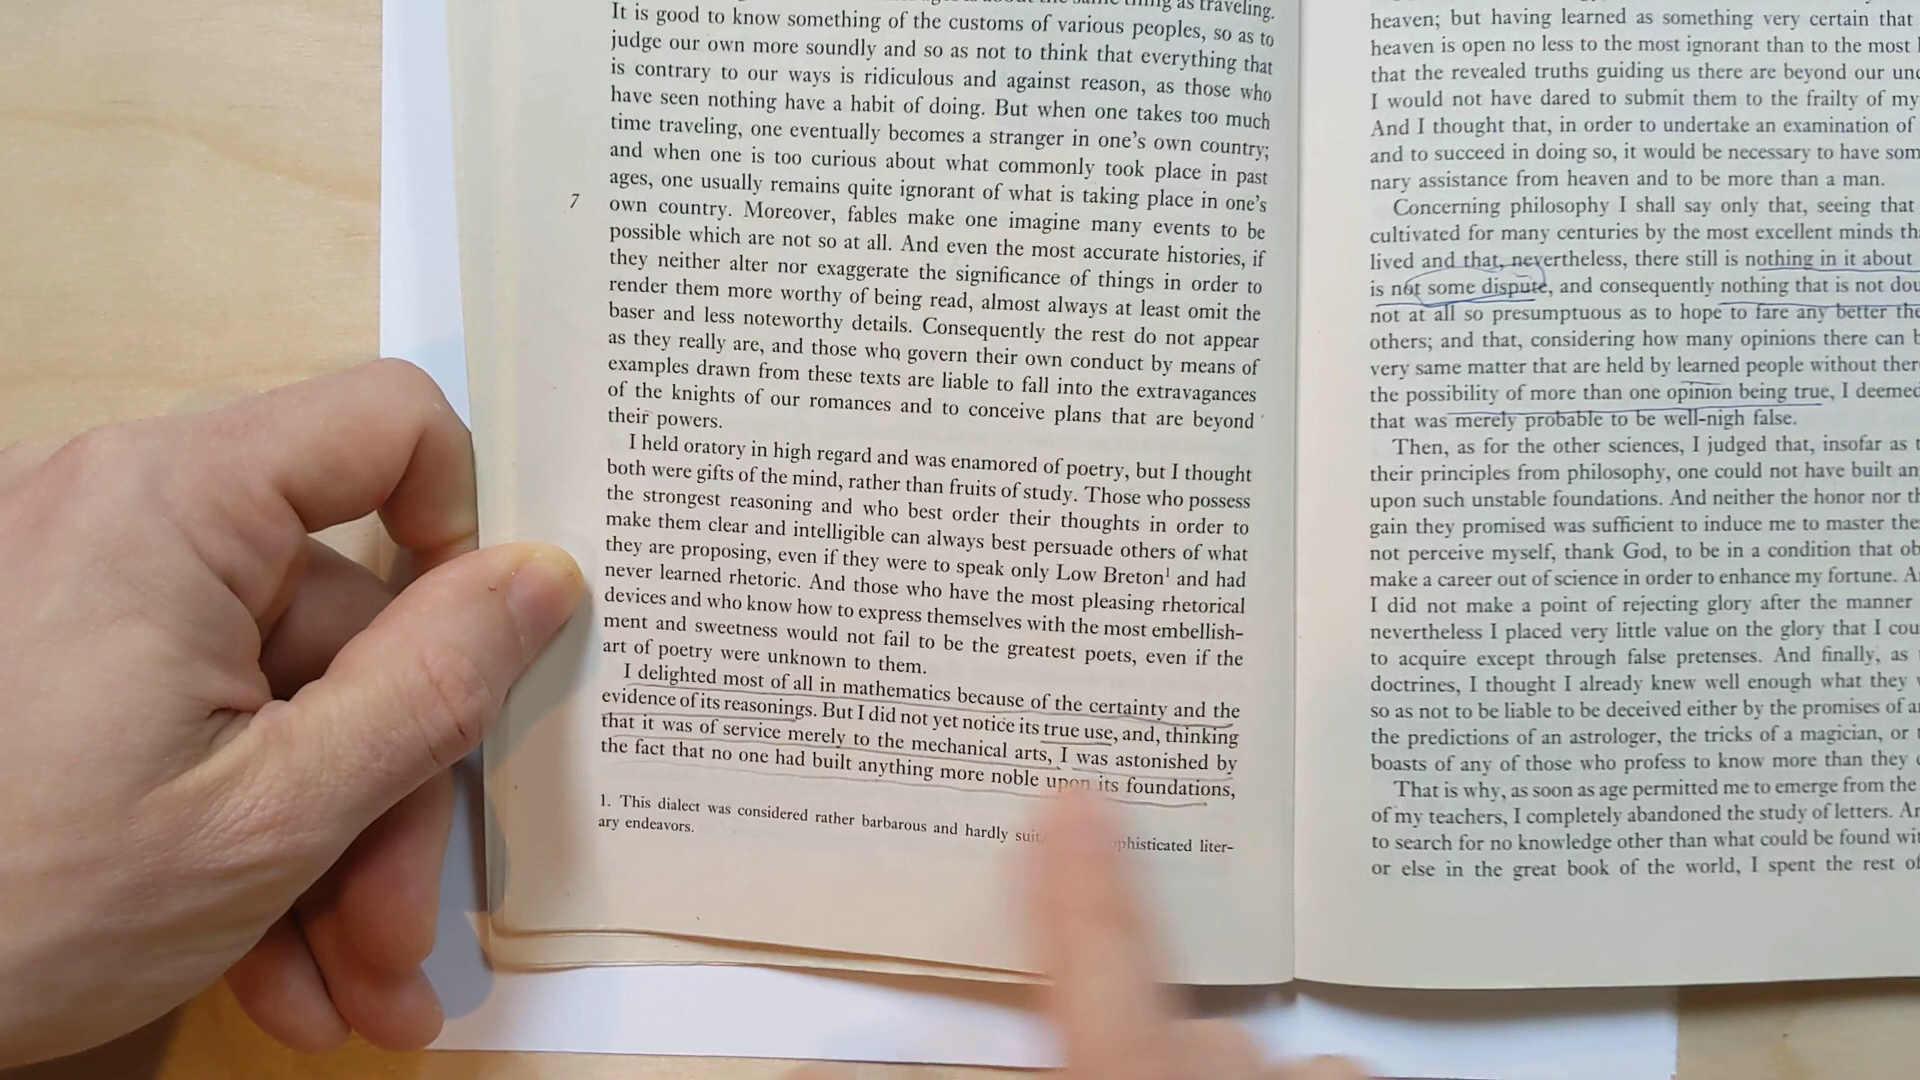 thing as traveling.
It is good to know something of the customs of various peoples, so as to
judge our own more soundly and so as not to think that everything that
is contrary to our ways is ridiculous and against reason, as those who
have seen nothing have a habit of doing. But when one takes too much
time traveling, one eventually becomes a stranger in one's own country;
and when one is too curious about what commonly took place in past
ages, one usually remains quite ignorant of what is taking place in one's
7 own country. Moreover, fables make one imagine many events to be
possible which are not so at all. And even the most accurate histories, if
they neither alter nor exaggerate the significance of things in order to
render them more worthy of being read, almost always at least omit the
baser and less noteworthy details. Consequently the rest do not appear
as they really are, and those who govern their own conduct by means of
examples drawn from these texts are liable to fall into the extravagances
of the knights of our romances and to conceive plans that are beyond
their powers.
I held oratory in high regard and was enamored of poetry, but I thought
both were gifts of the mind, rather than fruits of study. Those who possess
the strongest reasoning and who best order their thoughts in order to
make them clear and intelligible can always best persuade others of what
they are proposing, even if they were to speak only Low Breton¹ and had
never learned rhetoric. And those who have the most pleasing rhetorical
devices and who know how to express themselves with the most embellish-
ment and sweetness would not fail to be the greatest poets, even if the
art of poetry were unknown to them.
I delighted most of all in mathematics because of the certainty and the
evidence of its reasonings. But I did not yet notice its true use, and, thinking
that it was of service merely to the mechanical arts, I was astonished by
the fact that no one had built anything more noble upon its foundations,
1. This dialect was considered rather barbarous and hardly liter-
ary endeavors.
heaven; but having learned as something very certain that
heaven is open no less to the most ignorant than to the most
that the revealed truths guiding us there are beyond our
I would not have dared to submit them to the frailty of my
And I thought that, in order to undertake an examination of
and to succeed in doing so, it would be necessary to have
nary assistance from heaven and to be more than a man.
Concerning philosophy I shall say only that, seeing that
cultivated for many centuries by the most excellent minds
lived and that, nevertheless, there still is nothing in it about
is not some dispute, and consequently nothing that is not
not at all so presumptuous as to hope to fare any better
others; and that, considering how many opinions there can
very same matter that are held by learned people without
the possibility of more than one opinion being true, I deemed
that was merely probable to be well-nigh false.
Then, as for the other sciences, I judged that, insofar as
their principles from philosophy, one could not have built
upon such unstable foundations. And neither the honor nor
gain they promised was sufficient to induce me to master
not perceive myself, thank God, to be in a condition that
make a career out of science in order to enhance my fortune.
I did not make a point of rejecting glory after the manner
nevertheless I placed very little value on the glory that I
to acquire except through false pretenses. And finally, as
doctrines, I thought I already knew well enough what they
so as not to be liable to be deceived either by the promises of
the predictions of an astrologer, the tricks of a magician, or
boasts of any of those who profess to know more than they
That is why, as soon as age permitted me to emerge from the
of my teachers, I completely abandoned the study of letters.
to search for no knowledge other than what could be found
or else in the great book of the world, I spent the rest of